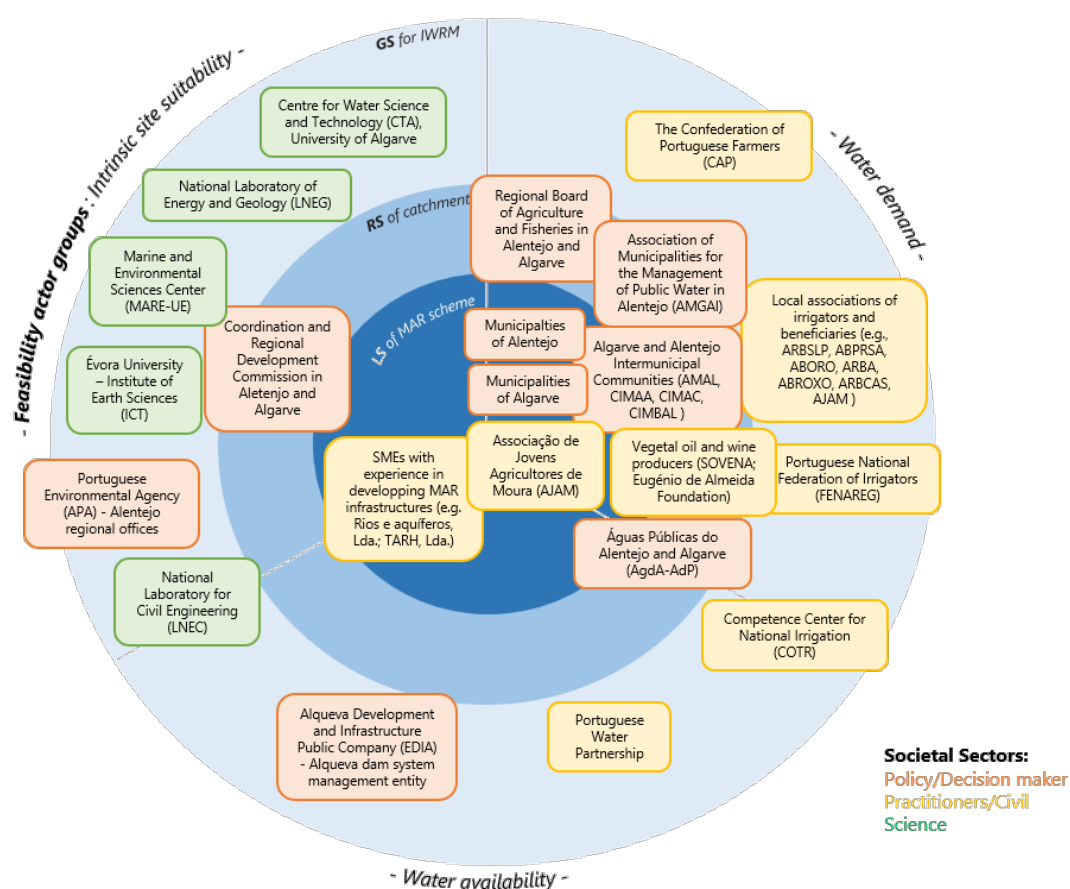 GS for IWRM
- Feasibility actor groups : Intrinsic site suitability -
- Water demand -
Centre for Water Science
and Technology (CTA),
University of Algarve
The Confederation of
Portuguese Farmers
(CAP)
National Laboratory of
Energy and Geology (LNEG)
RS of catchment
Regional Board
of Agriculture
and Fisheries in
Alentejo and
Algarve
Association of
Municipalities for
the Management
of Public Water in
Alentejo (AMGAI)
Marine and
Environmental
Sciences Center
(MARE-UE)
Local associations of
irrigators and
beneficiaries (e.g.,
ARBSLP, ABPRSA,
ABORO, ARBA,
ABROXO, ARBCAS,
AJAM )
LS of MAR scheme
Coordination and
Regional
Development
Commission in
Aletenjo and
Algarve
Municipalties
of Alentejo
Algarve and Alentejo
Intermunicipal
Communities (AMAL,
CIMAA, CIMAC,
CIMBAL )
Évora University
– Institute of
Earth Sciences
(ICT)
Municipalities
of Algarve
SMEs with
experience in
developping MAR
infrastructures (e.g.
Rios e aquíferos,
Lda.; TARH, Lda.)
Associação de
Jovens
Agricultores de
Moura (AJAM)
Vegetal oil and wine
producers (SOVENA;
Eugénio de Almeida
Foundation)
Portuguese National
Federation of Irrigators
(FENAREG)
Portuguese
Environmental Agency
(APA) - Alentejo
regional offices
Águas Públicas do
Alentejo and Algarve
(AgdA-AdP)
National
Laboratory for
Civil Engineering
(LNEC)
Competence Center for
National Irrigation
(COTR)
Alqueva Development
and Infrastructure
Public Company (EDIA)
- Alqueva dam system
management entity
Portuguese
Water
Partnership
Societal Sectors:
Policy/Decision maker
Practitioners/Civil
Science
- Water availability -